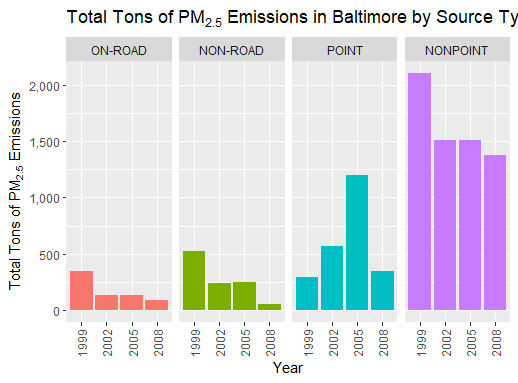 Total Tons of PM2.5 Emissions in Baltimore by Source Ty
ON-ROAD NON-ROAD POINT NONPOINT
Total Tons of PM2.5 Emissions
2,000
1,500
1,000
500
0
1999 2002 2005 2008 1999 2002 2005 2008 1999 2002 2005 2008 1999 2002 2005 2008
Year